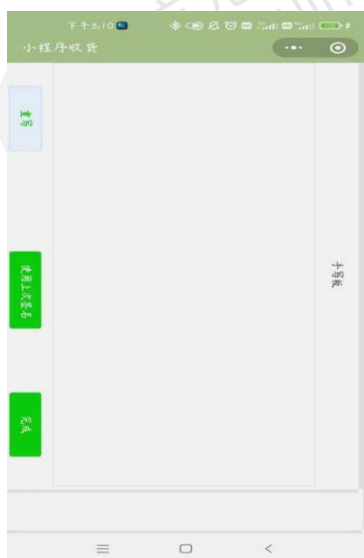 下午3:10
小程序收货
重写
使用上次签名
手写板
完成